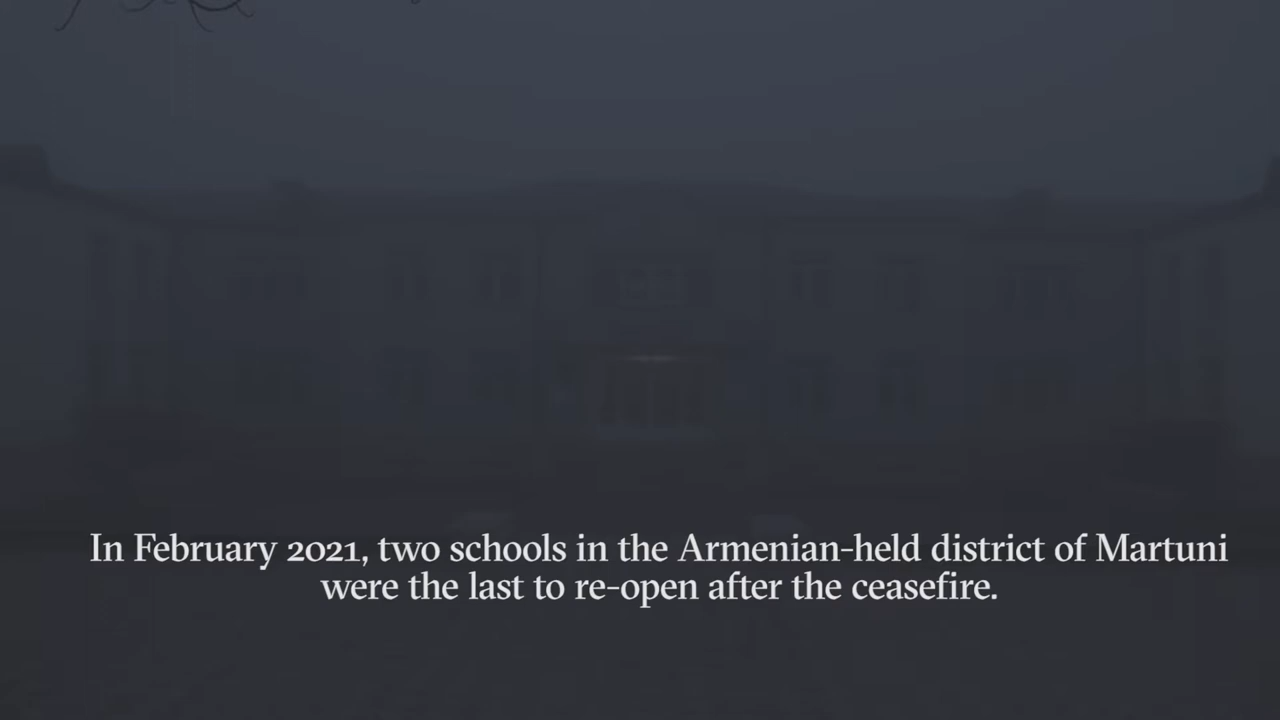 In February 2021, two schools in the Armenian-held district of Martuni
were the last to re-open after the ceasefire.